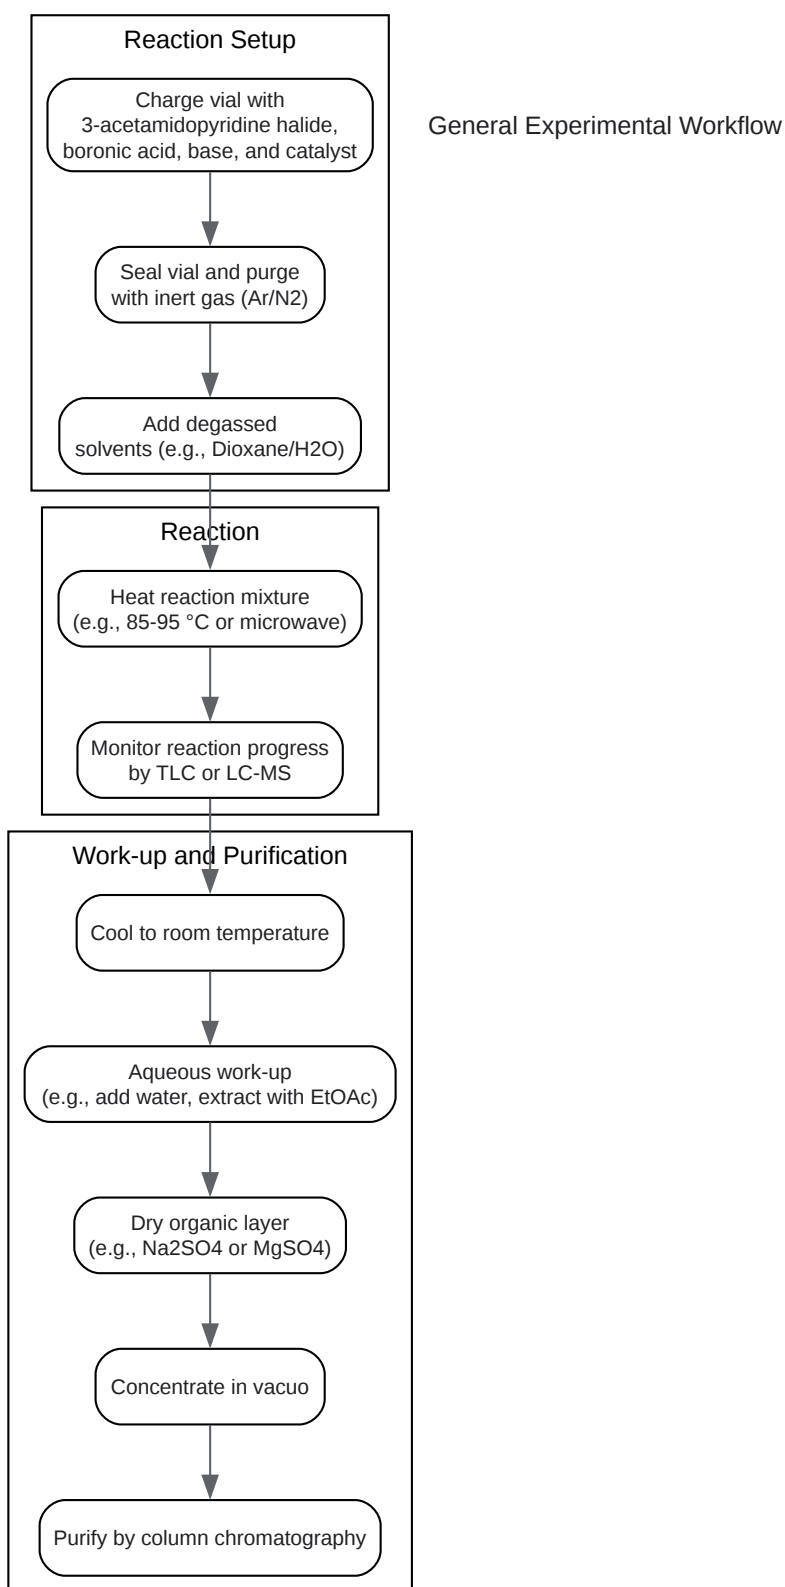 Reaction Setup
Charge vial with
3-acetamidopyridine halide,
boronic acid, base, and catalyst
General Experimental Workflow
Seal vial and purge
with inert gas (Ar/N2)
Add degassed
solvents (e.g., Dioxane/H2O)
Reaction
Heat reaction mixture
(e.g., 85-95 °C or microwave)
Monitor reaction progress
by TLC or LC-MS
Work-up and Purification
Cool to room temperature
Aqueous work-up
(e.g., add water, extract with EtOAc)
Dry organic layer
(e.g., Na2SO4 or MgSO4)
Concentrate in vacuo
Purify by column chromatography